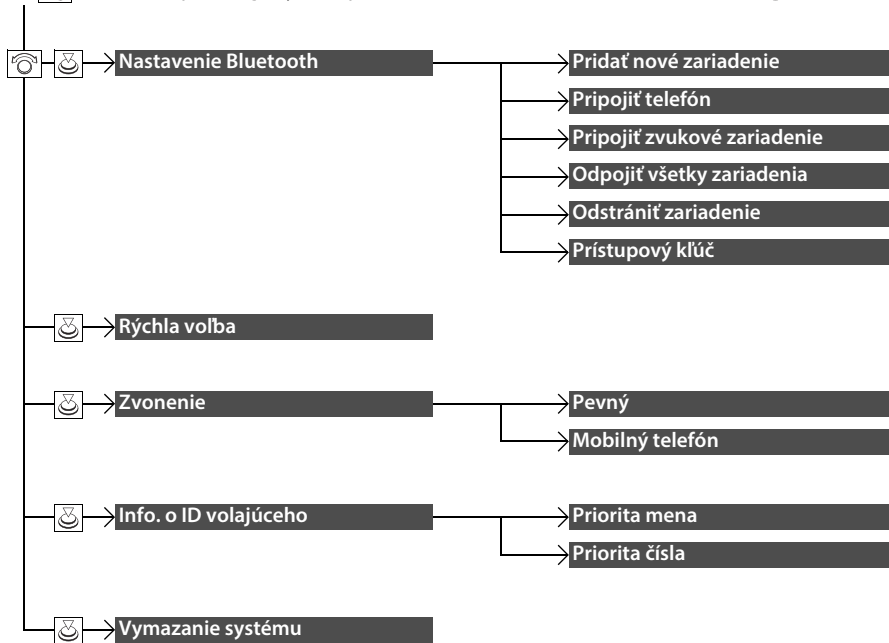 Nastavenie Bluetooth
Pridať nové zariadenie
Pripojiť telefón
Pripojiť zvukové zariadenie
Odpojiť všetky zariadenia
Odstrániť zariadenie
Prístupový kľúč
Rýchla voľba
Zvonenie
Pevný
Mobilný telefón
Info. o ID volajúceho
Priorita mena
Priorita čísla
Vymazanie systému